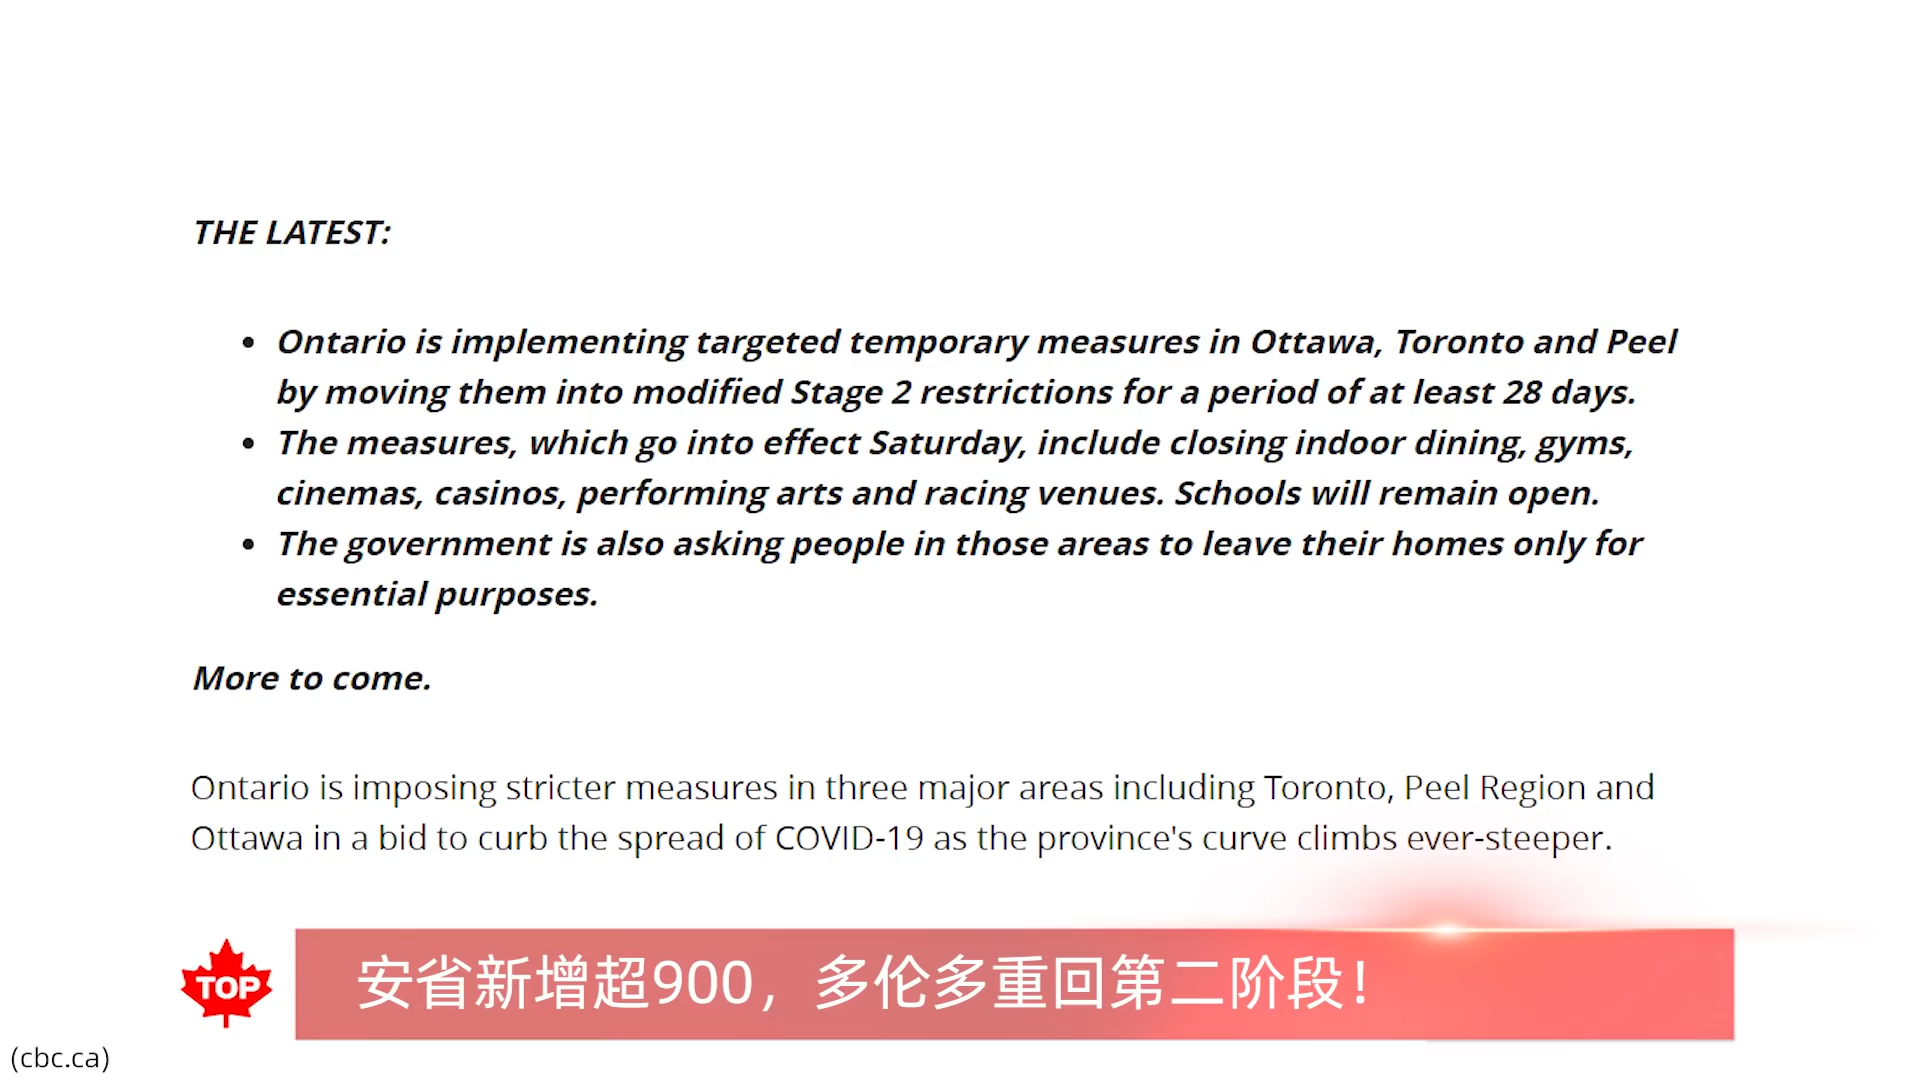 THE LATEST:
• Ontario is implementing targeted temporary measures in Ottawa, Toronto and Peel
by moving them into modified Stage 2 restrictions for a period of at least 28 days.
• The measures, which go into effect Saturday, include closing indoor dining, gyms,
cinemas, casinos, performing arts and racing venues. Schools will remain open.
• The government is also asking people in those areas to leave their homes only for
essential purposes.
More to come.
Ontario is imposing stricter measures in three major areas including Toronto, Peel Region and
Ottawa in a bid to curb the spread of COVID-19 as the province's curve climbs ever-steeper.
TOP
安省新增超900，多伦多重回第二阶段！
(cbc.ca)